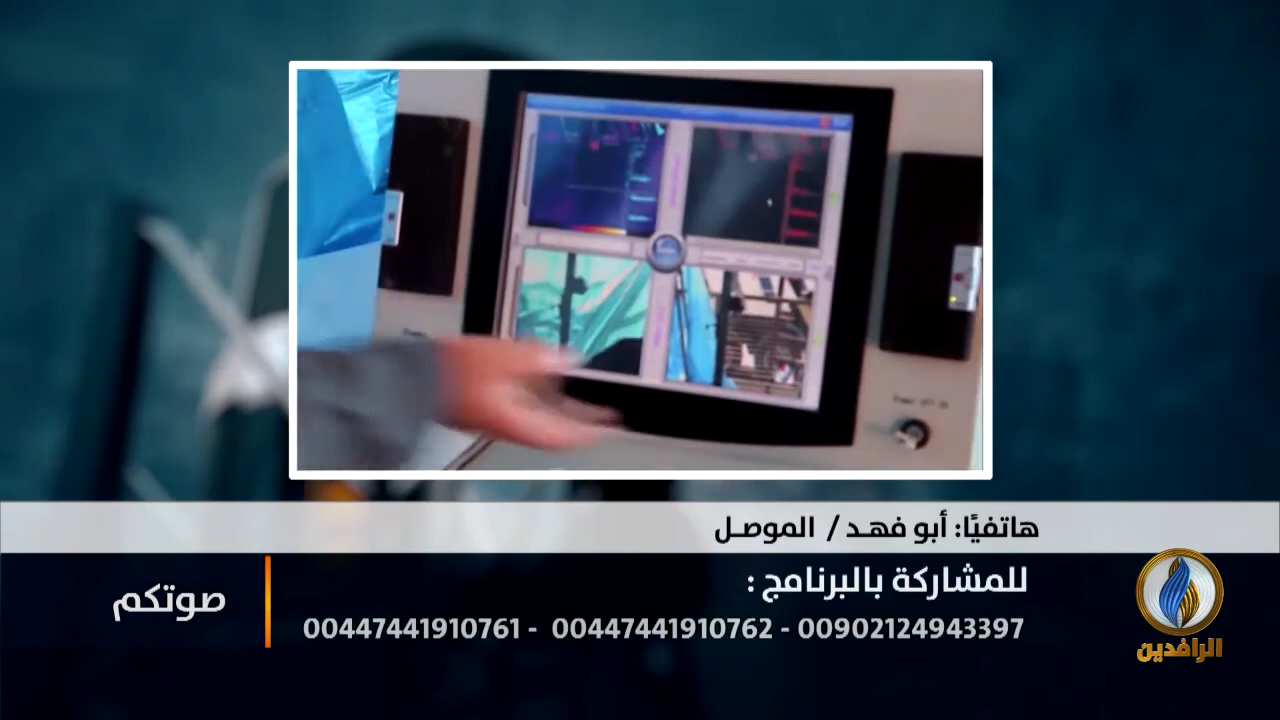 هاتفيًا: أبو فهد / الموصل
للمشاركة بالبرنامج :
00447441910761 - 00447441910762 - 00902124943397
صوتكم
الرافدين